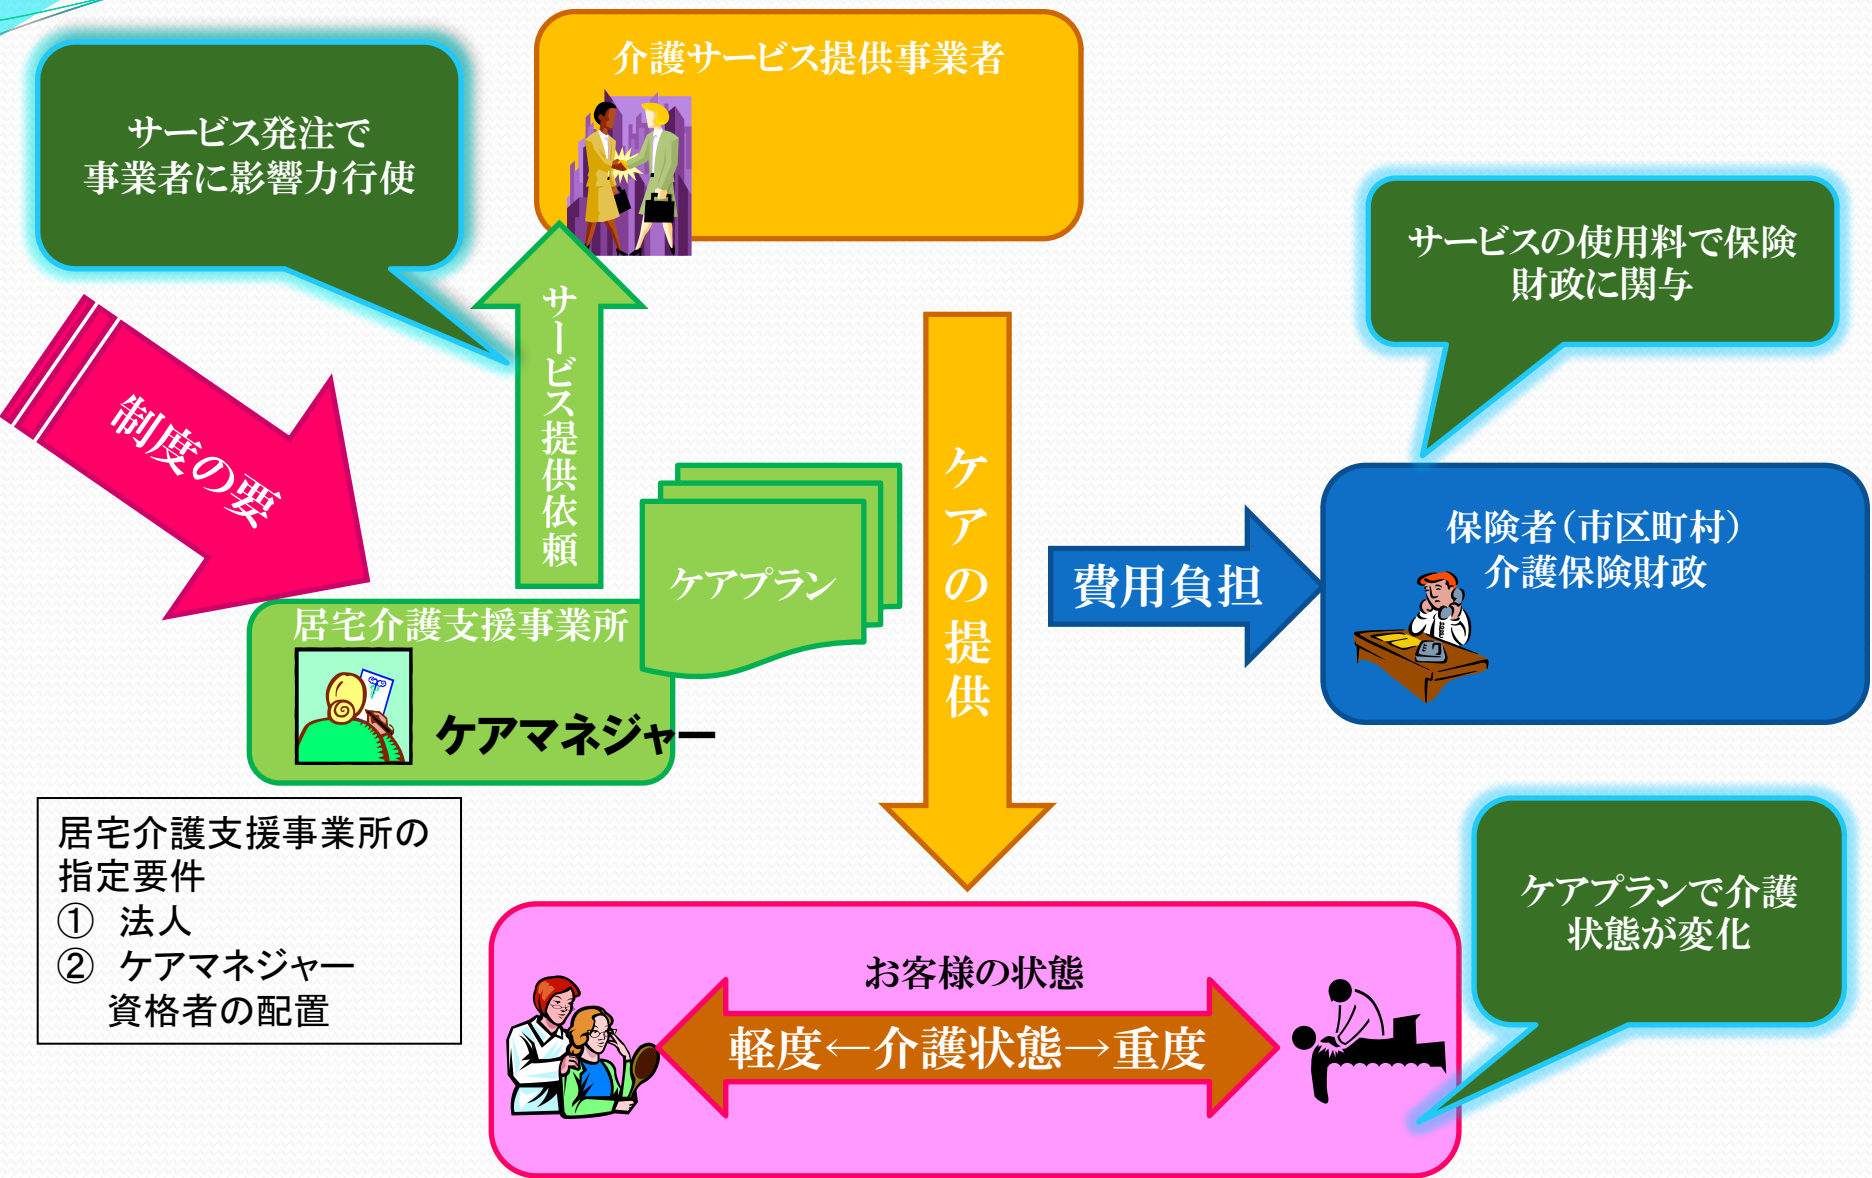 介護サービス提供事業者
サービス発注で
事業者に影響力行使
サービスの使用料で保険
財政に関与
サービス提供依頼
制度の要
ケアプラン
ケアの提供
費用負担
保険者（市区町村）
介護保険財政
居宅介護支援事業所
ケアマネジャー
居宅介護支援事業所の
指定要件
①　法人
②　ケアマネジャー
資格者の配置
ケアプランで介護
状態が変化
お客様の状態
軽度←介護状態→重度